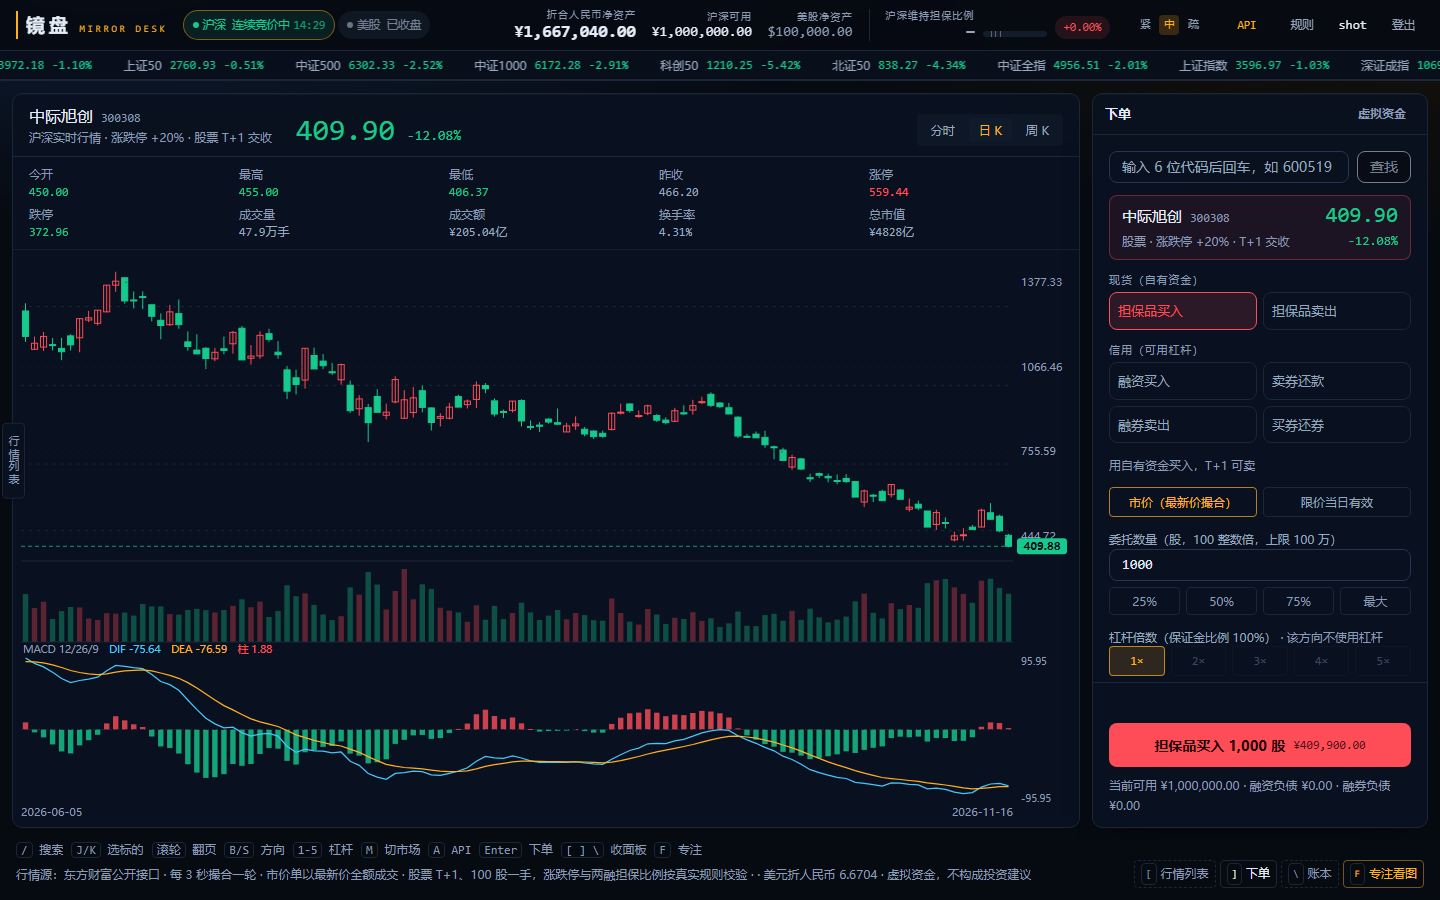 镜盘 MIRROR DESK
沪深 连续竞价中 14:29
美股 已收盘
折合人民币净资产
¥1,667,040.00
沪深可用
¥1,000,000.00
美股净资产
$100,000.00
沪深维持担保比例
—
+0.00%
紧 中 疏
API
规则
shot
登出
3972.18 -1.10% 上证50 2760.93 -0.51% 中证500 6302.33 -2.52% 中证1000 6172.28 -2.91% 科创50 1210.25 -5.42% 北证50 838.27 -4.34% 中证全指 4956.51 -2.01% 上证指数 3596.97 -1.03% 深证成指 1069
中际旭创 300308
沪深实时行情 · 涨跌停 +20% · 股票 T+1 交收
409.90 -12.08%
分时 日 K 周 K
今开 最高 最低 昨收 涨停
450.00 455.00 406.37 466.20 559.44
跌停 成交量 成交额 换手率 总市值
372.96 47.9万手 ¥205.04亿 4.31% ¥4828亿
1377.33
1066.46
755.59
444.72
409.88
MACD 12/26/9 DIF -75.64 DEA -76.59 柱 1.88
95.95
-95.95
2026-06-05
2026-11-16
行情列表
下单
虚拟资金
输入 6 位代码后回车，如 600519
查找
中际旭创 300308
409.90
股票 · 涨跌停 +20% · T+1 交收
-12.08%
现货（自有资金）
担保品买入 担保品卖出
信用（可用杠杆）
融资买入 卖券还款
融券卖出 买券还券
用自有资金买入，T+1 可卖
市价（最新价撮合） 限价当日有效
委托数量（股，100 整数倍，上限 100 万）
1000
25% 50% 75% 最大
杠杆倍数（保证金比例 100%） · 该方向不使用杠杆
1× 2× 3× 4× 5×
担保品买入 1,000 股 ¥409,900.00
当前可用 ¥1,000,000.00 · 融资负债 ¥0.00 · 融券负债
¥0.00
/ 搜索 J/K 选标的 滚轮 翻页 B/S 方向 1-5 杠杆 M 切市场 A API Enter 下单 [ ] \ 收面板 F 专注
行情源：东方财富公开接口 · 每 3 秒撮合一轮 · 市价单以最新价全额成交 · 股票 T+1、100 股一手，涨跌停与两融担保比例按真实规则校验 · · 美元折人民币 6.6704 · 虚拟资金，不构成投资建议
[ 行情列表 ] 下单 \ 账本 F 专注看图